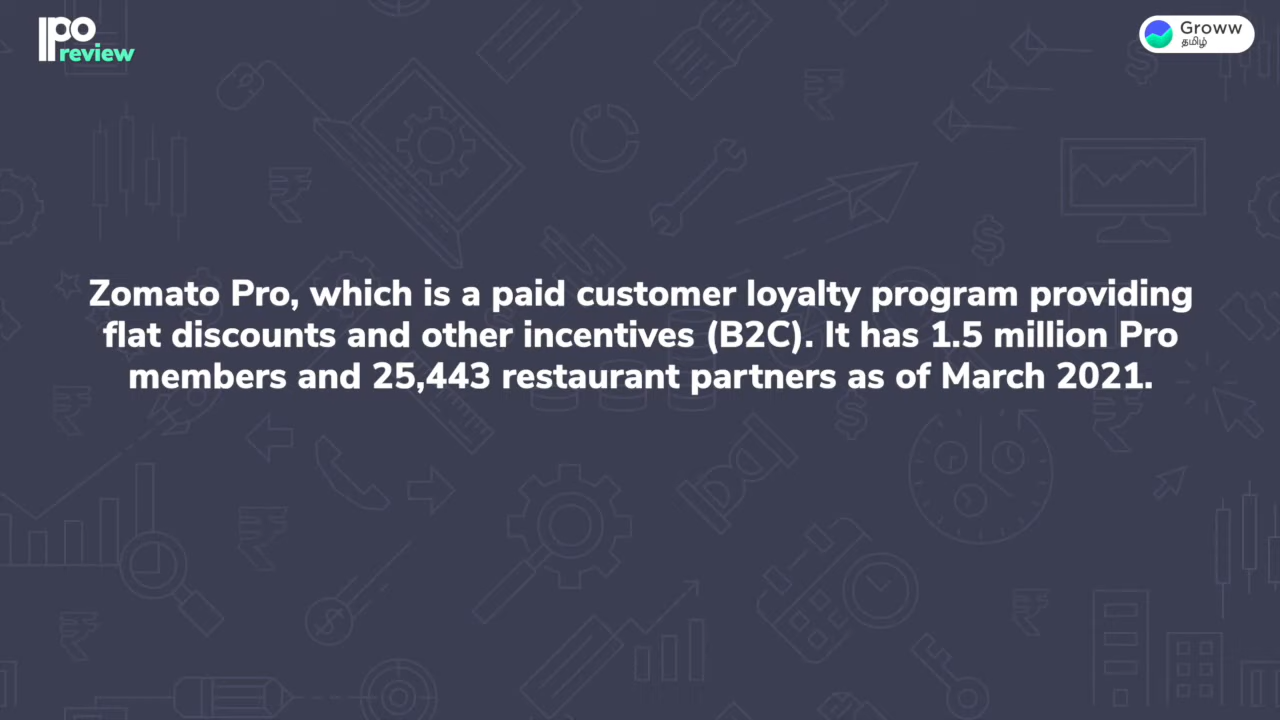 IPO
review
Groww
தமிழ்
Zomato Pro, which is a paid customer loyalty program providing
flat discounts and other incentives (B2C). It has 1.5 million Pro
members and 25,443 restaurant partners as of March 2021.